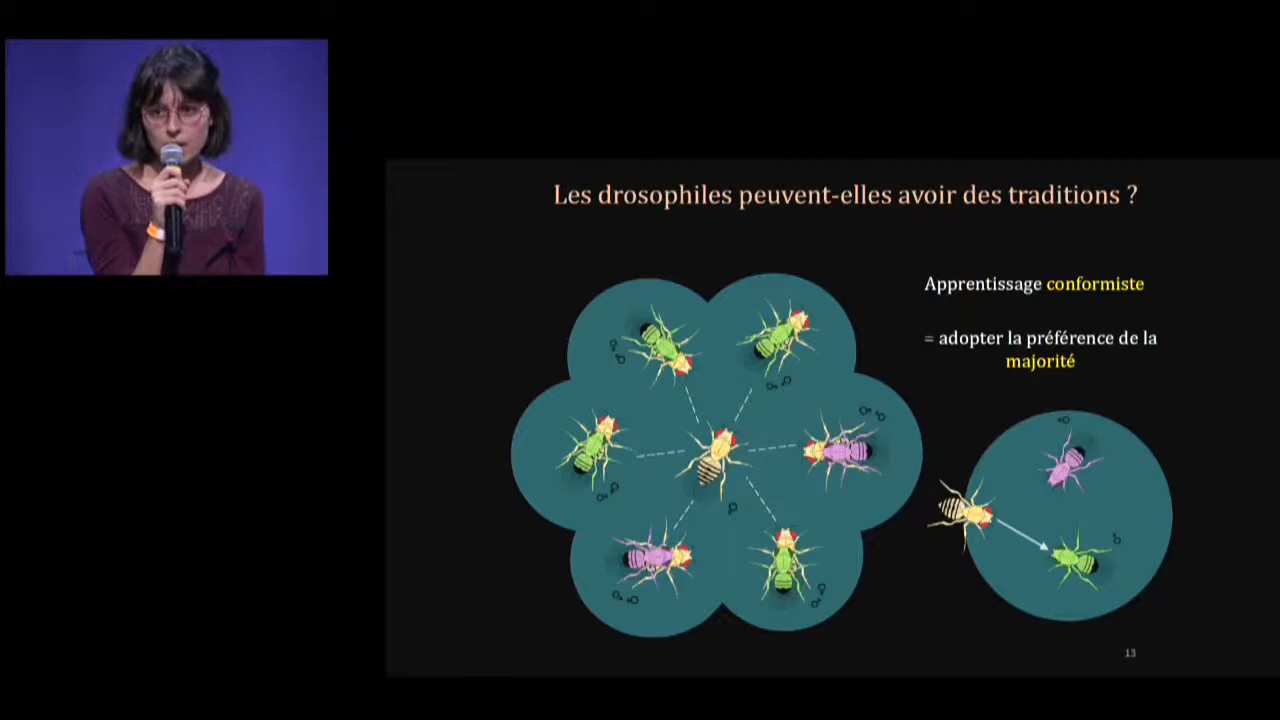 Les drosophiles peuvent-elles avoir des traditions ?
Apprentissage conformiste
= adopter la préférence de la
majorité
13